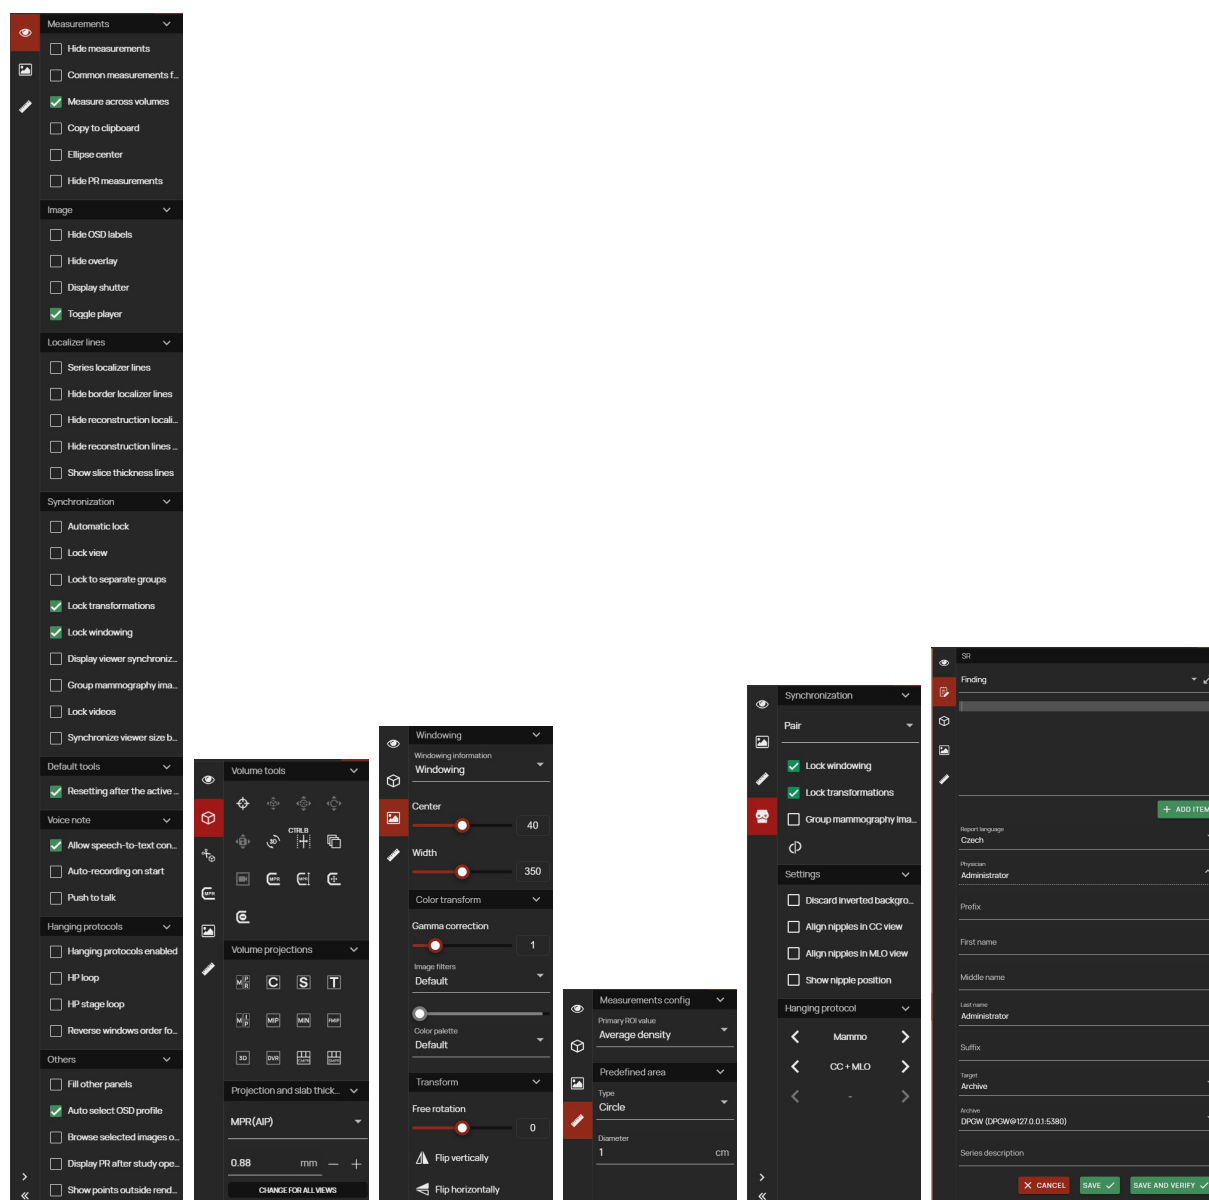 Measurements
Hide measurements
Common measurements f...
Measure across volumes
Copy to clipboard
Ellipse center
Hide PR measurements
Image
Hide OSD labels
Hide overlay
Display shutter
Toggle player
Localizer lines
Series localizer lines
Hide border localizer lines
Hide reconstruction locali...
Hide reconstruction lines ...
Show slice thickness lines
Synchronization
Automatic lock
Lock view
Lock to separate groups
Lock transformations
Lock windowing
Display viewer synchroniz...
Group mammography ima...
Lock videos
Synchronize viewer size b...
Default tools
Resetting after the active ...
Voice note
Allow speech-to-text con...
Auto-recording on start
Push to talk
Hanging protocols
Hanging protocols enabled
HP loop
HP stage loop
Reverse windows order fo...
Others
Fill other panels
Auto select OSD profile
Browse selected images o...
Display PR after study ope...
Show points outside rend...
Volume tools
CTRL.B
3D
MPR
MPR
MPR
Volume projections
MPR C S T
MIP MIP MIN FMIP
3D DVR CMPR SMPR
Projection and slab thick...
MPR(AIP)
0.88 mm
CHANGE FOR ALL VIEWS
Windowing
Windowing information
Windowing
Center
40
Width
350
Color transform
Gamma correction
1
Image filters
Default
Color palette
Default
Transform
Free rotation
0
Flip vertically
Flip horizontally
Measurements config
Primary ROI value
Average density
Predefined area
Type
Circle
Diameter
1 cm
Synchronization
Pair
Lock windowing
Lock transformations
Group mammography ima...
Settings
Discard inverted backgro...
Align nipples in CC view
Align nipples in MLO view
Show nipple position
Hanging protocol
Mammo
CC + MLO
-
SR
Finding
+ ADD ITEM
Report language
Czech
Physician
Administrator
Prefix
First name
Middle name
Last name
Administrator
Suffix
Target
Archive
Archive
DPGW (DPGW@127.0.0.1:5380)
Series description
CANCEL SAVE SAVE AND VERIFY